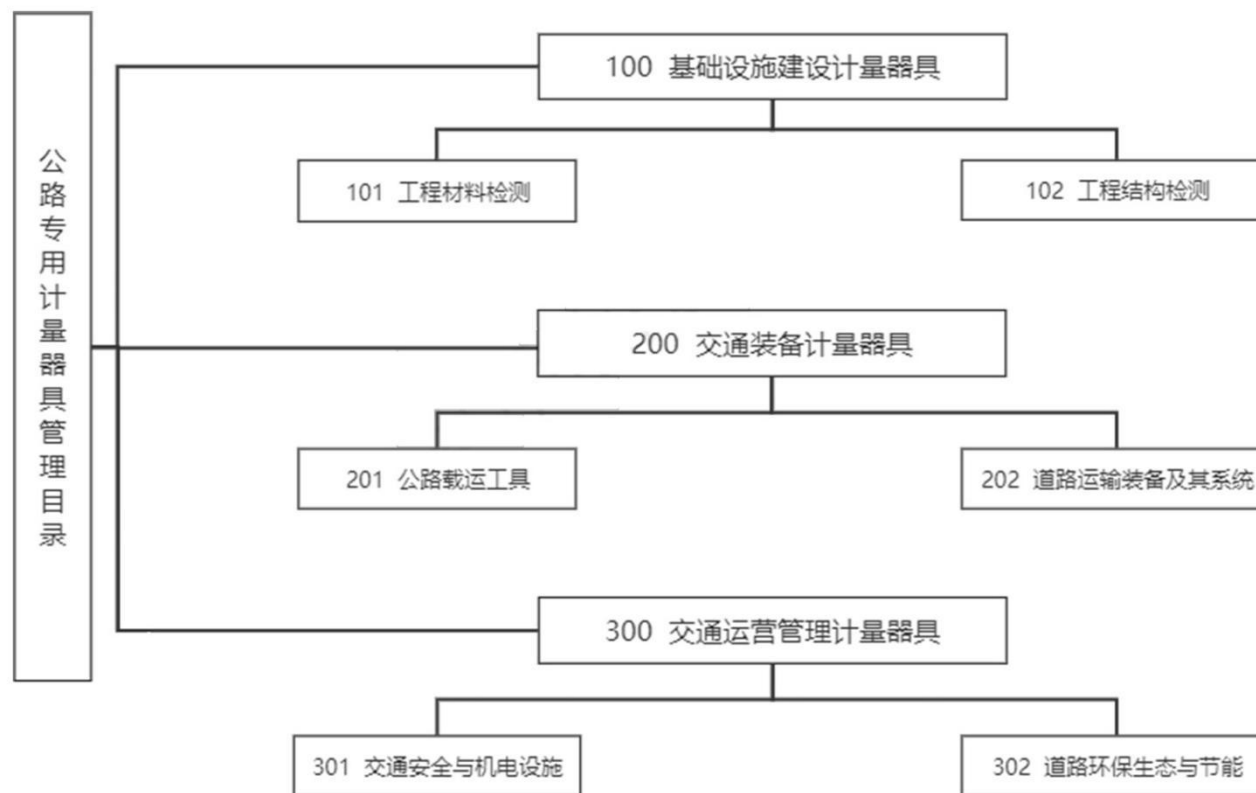 公路专用计量器具管理目录
100 基础设施建设计量器具
101 工程材料检测
102 工程结构检测
200 交通装备计量器具
201 公路载运工具
202 道路运输装备及其系统
300 交通运营管理计量器具
301 交通安全与机电设施
302 道路环保生态与节能